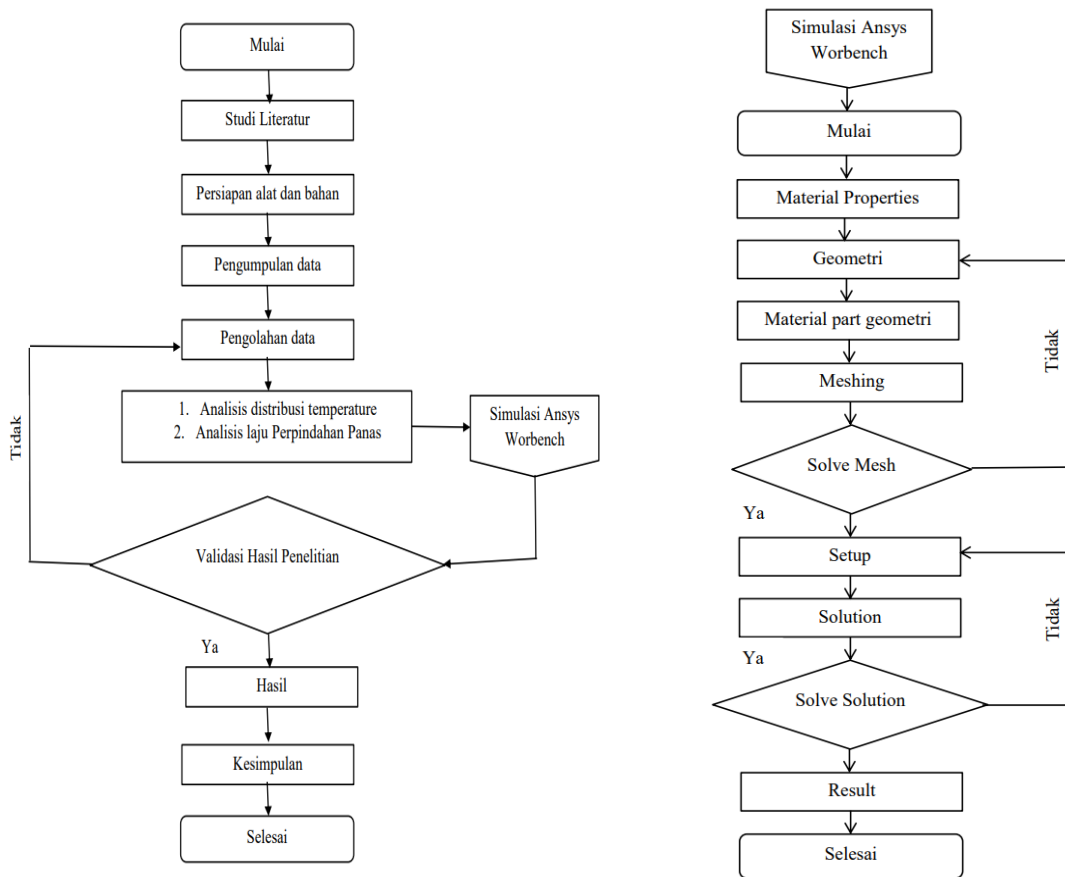 Mulai
Studi Literatur
Persiapan alat dan bahan
Pengumpulan data
Pengolahan data
1. Analisis distribusi temperature
2. Analisis laju Perpindahan Panas
Simulasi Ansys
Worbench
Tidak
Validasi Hasil Penelitian
Ya
Hasil
Kesimpulan
Selesai
Simulasi Ansys
Worbench
Mulai
Material Properties
Geometri
Material part geometri
Tidak
Meshing
Solve Mesh
Ya
Setup
Solution
Tidak
Ya
Solve Solution
Result
Selesai